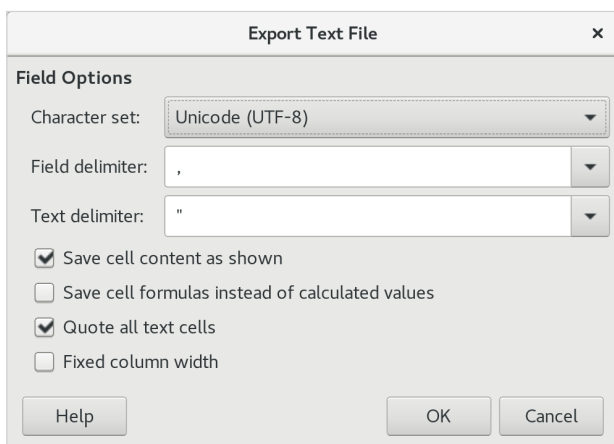 Export Text File ×
Field Options
Character set: Unicode (UTF-8)
Field delimiter: ,
Text delimiter: "
Save cell content as shown
Save cell formulas instead of calculated values
Quote all text cells
Fixed column width
Help OK Cancel